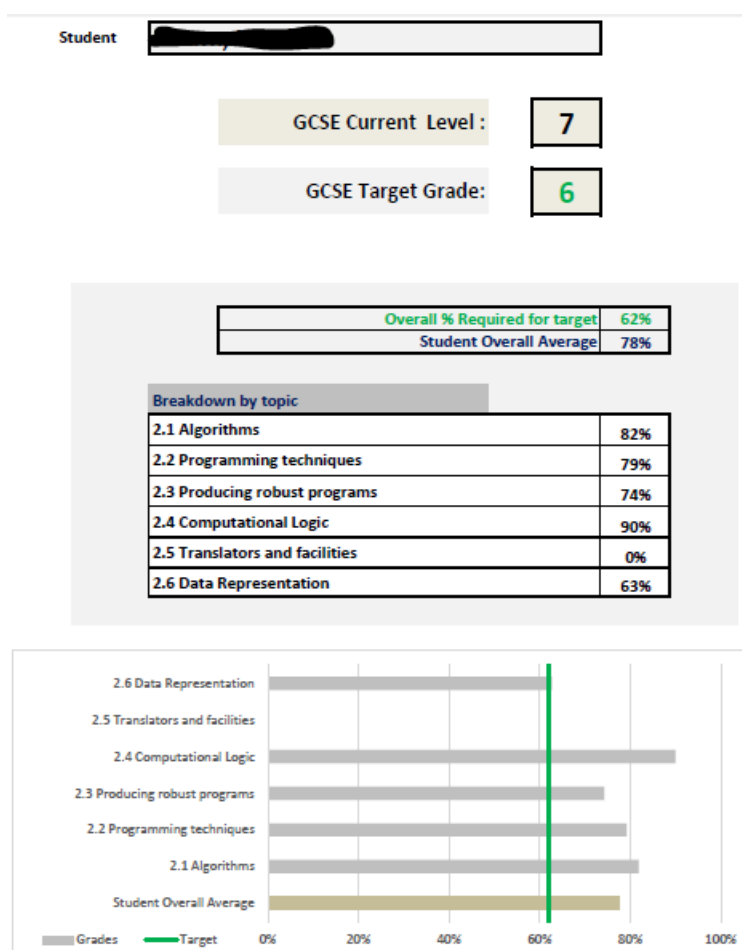 Student
GCSE Current Level :
7
GCSE Target Grade:
6
Overall % Required for target 62%
Student Overall Average 78%
Breakdown by topic
2.1 Algorithms 82%
2.2 Programming techniques 79%
2.3 Producing robust programs 74%
2.4 Computational Logic 90%
2.5 Translators and facilities 0%
2.6 Data Representation 63%
2.6 Data Representation
2.5 Translators and facilities
2.4 Computational Logic
2.3 Producing robust programs
2.2 Programming techniques
2.1 Algorithms
Student Overall Average
Grades Target 0% 20% 40% 60% 80% 100%